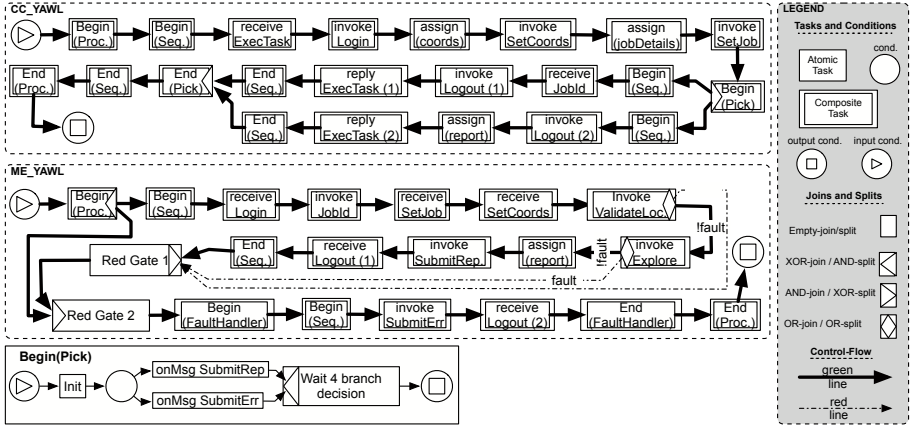 CC_YAWL
Begin
(Proc.)
Begin
(Seq.)
receive
ExecTask
invoke
Login
assign
(coords)
invoke
SetCoords
assign
(jobDetails)
invoke
SetJob
End
(Proc.)
End
(Seq.)
End
(Pick)
End
(Seq.)
reply
ExecTask (1)
invoke
Logout (1)
receive
JobId
Begin
(Seq.)
Begin
(Pick)
End
(Seq.)
reply
ExecTask (2)
assign
(report)
invoke
Logout (2)
Begin
(Seq.)
ME_YAWL
Begin
(Proc.)
Begin
(Seq.)
receive
Login
invoke
JobId
receive
SetJob
receive
SetCoords
Invoke
ValidateLoc.
!fault
Red Gate 1
End
(Seq.)
receive
Logout (1)
invoke
SubmitRep.
assign
(report)
!fault
invoke
Explore
fault
Red Gate 2
Begin
(FaultHandler)
Begin
(Seq.)
invoke
SubmitErr
receive
Logout (2)
End
(FaultHandler)
End
(Proc.)
Begin(Pick)
Init
onMsg SubmitRep
onMsg SubmitErr
Wait 4 branch
decision
LEGEND
Tasks and Conditions
Atomic
Task
cond.
Composite
Task
output cond.
input cond.
Joins and Splits
Empty-join/split
XOR-join / AND-split
AND-join / XOR-split
OR-join / OR-split
Control-Flow
green
line
red
line